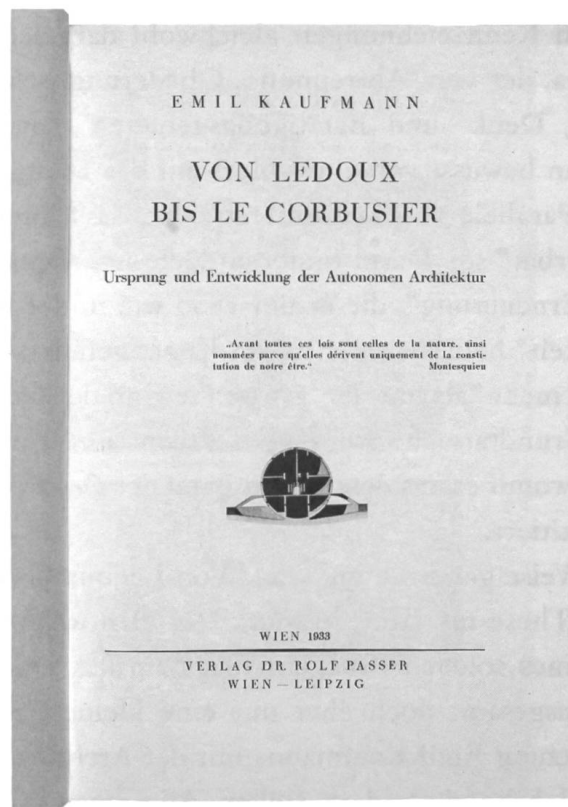 EMIL KAUFMANN
VON LEDOUX
BIS LE CORBUSIER
Ursprung und Entwicklung der Autonomen Architektur
„Avant toutes ces lois sont celles de la nature, ainsi
nommées parce qu'elles dérivent uniquement de la consti-
tution de notre être.“ Montesquieu
WIEN 1933
VERLAG DR. ROLF PASSER
WIEN – LEIPZIG